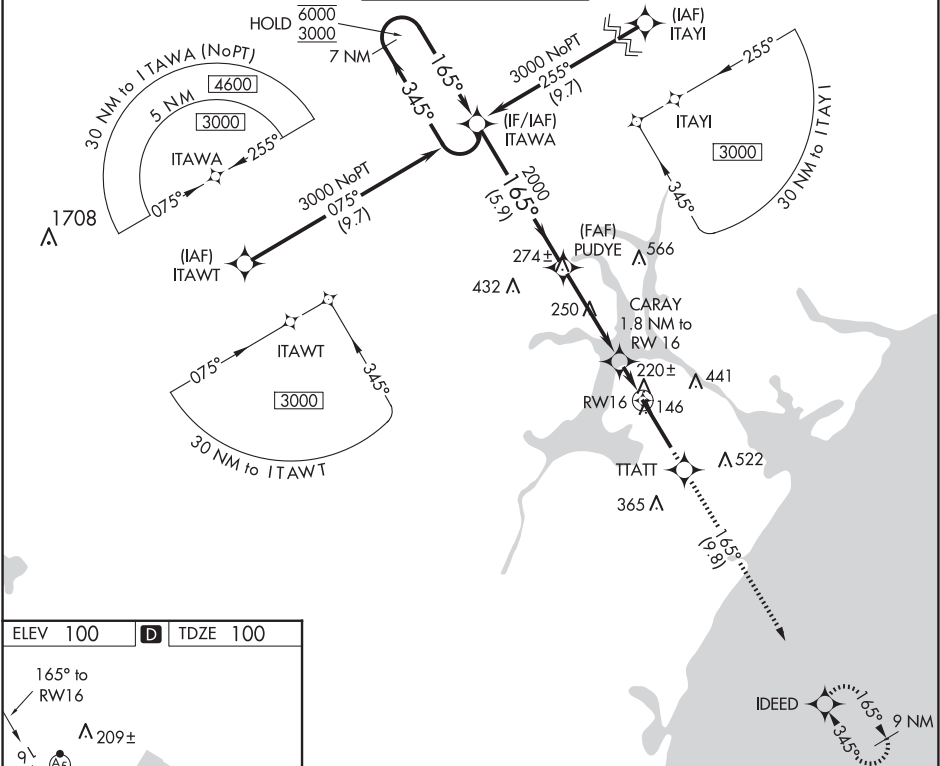 HOLD
6000
3000
7 NM
165°
345°
(IAF)
ITAYI
3000 NoPT
255°
(9.7)
(IF/IAF)
ITAWA
30 NM to ITAWA (NoPT)
4600
5 NM
3000
ITAWA
255°
075°
1708
255°
ITAYI
3000
345°
30 NM to ITAYI
3000 NoPT
075°
(9.7)
(IAF)
ITAWT
2000
165°
(5.9)
(FAF)
PUDYE
274±
566
432
250
CARAY
1.8 NM to
RW 16
220±
441
RW16
146
075°
ITAWT
345°
3000
30 NM to ITAWT
TTATT
522
365
165°
(9.8)
ELEV 100
D
TDZE 100
165° to
RW16
209±
16
A5
IDEED
165°
345°
9 NM